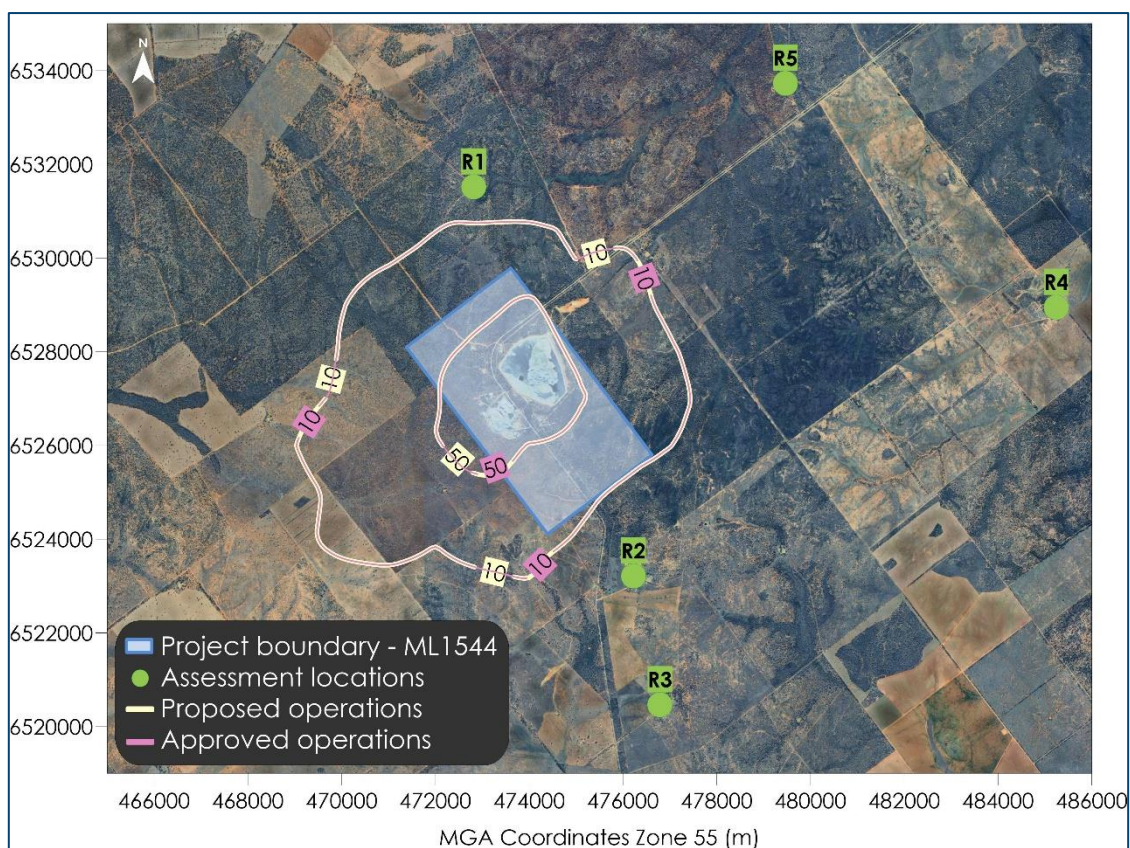 N
6534000
6532000
6530000
6528000
6526000
6524000
6522000
6520000
R5
R1
R4
R2
R3
10
10
10
10
50
50
10
10
Project boundary - ML1544
Assessment locations
Proposed operations
Approved operations
466000 468000 470000 472000 474000 476000 478000 480000 482000 484000 486000
MGA Coordinates Zone 55 (m)